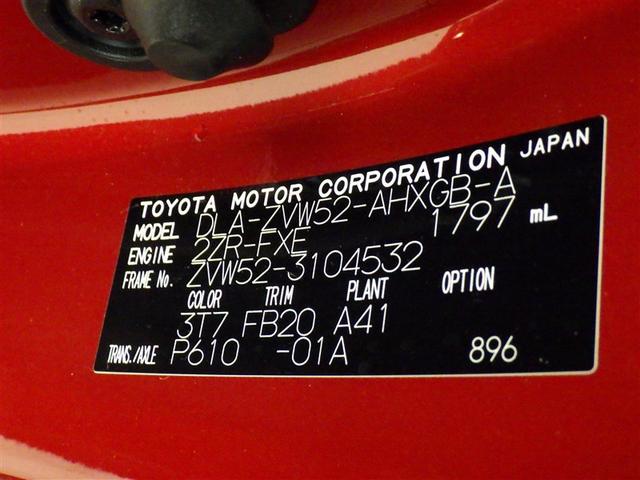 TOYOTA MOTOR CORPORATION JAPAN
MODEL DLA-ZVW52-AHXGB-A
ENGINE 2ZR-FXE 1797 mL
FRAME No. ZVW52-3104532
COLOR TRIM PLANT OPTION
3T7 FB20 A41
TRANS./AXLE P610 -01A 896